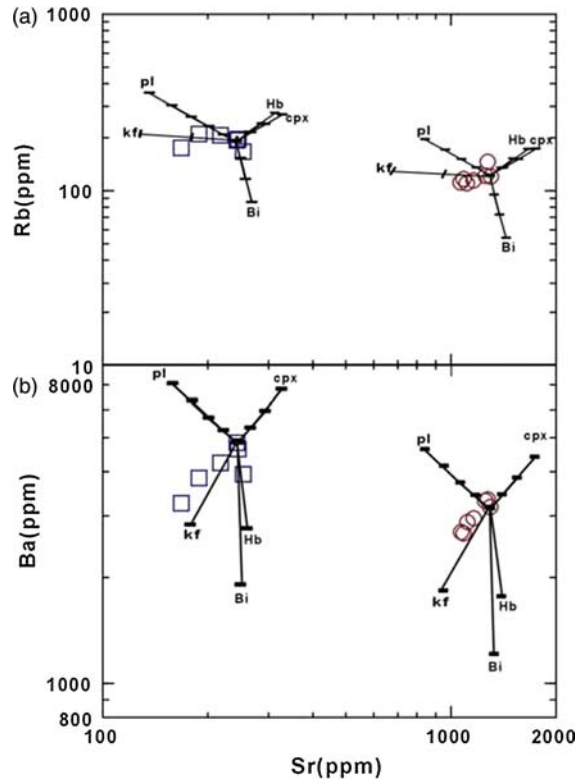 (a)
1000
pl
Hb
cpx
kf
Bi
pl
Hb cpx
kf
Bi
100
Rb(ppm)
10
(b)
8000
pl
cpx
kf
Hb
Bi
pl
cpx
kf
Hb
Bi
Ba(ppm)
1000
800
100
1000
2000
Sr(ppm)